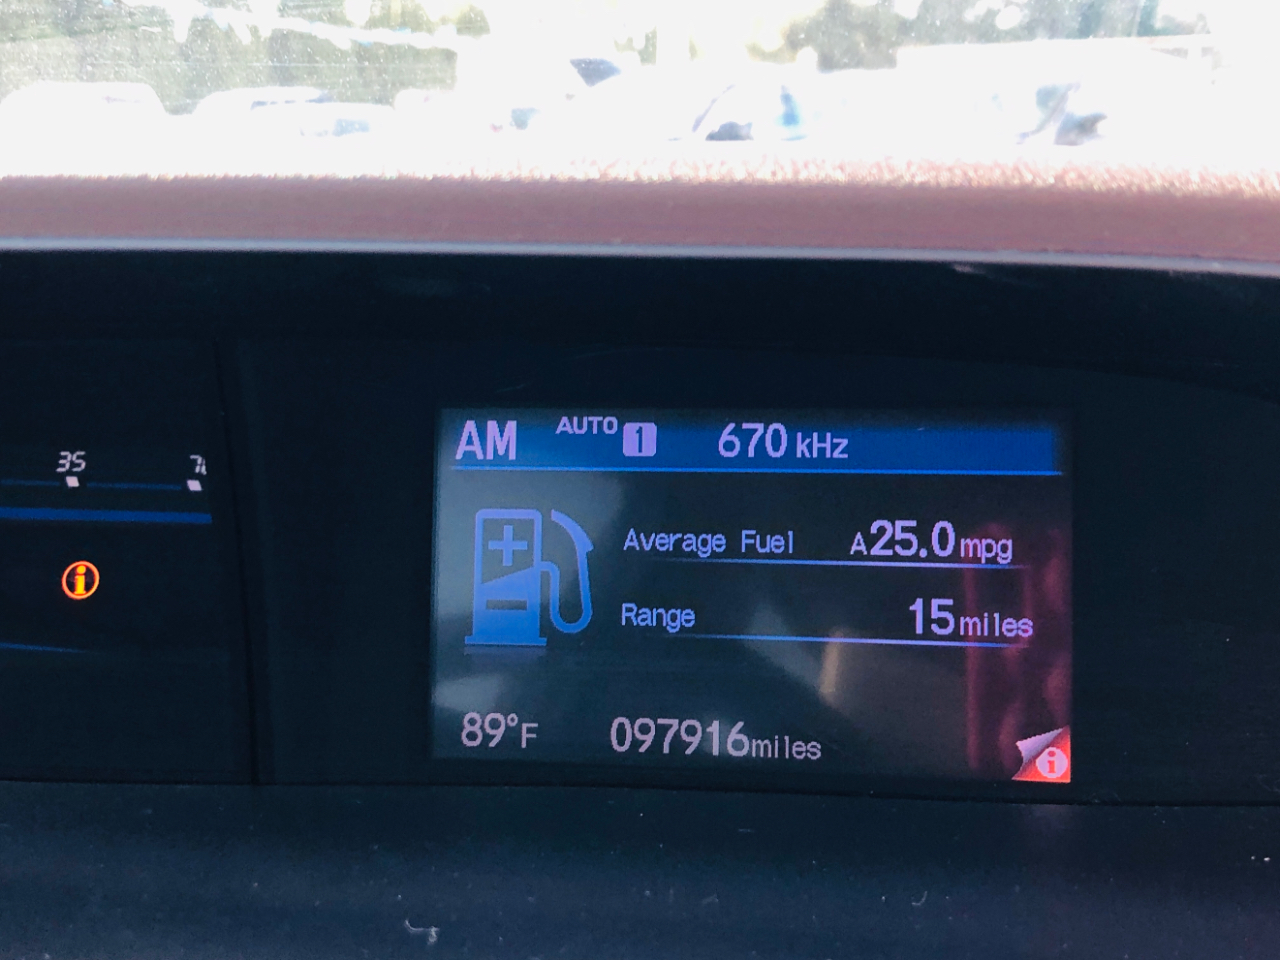 AM AUTO 1 670 kHz
35
Average Fuel A25.0mpg
i
Range 15miles
89°F 097916miles
i